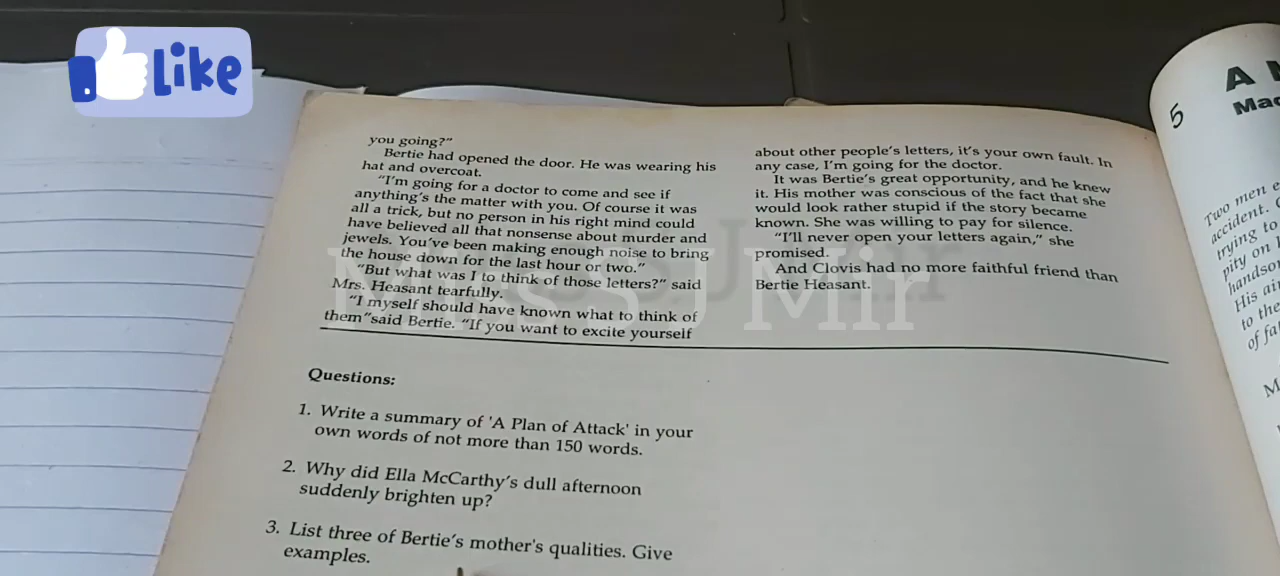 Like
you going?"
Bertie had opened the door. He was wearing his
hat and overcoat.
"I'm going for a doctor to come and see if
anything's the matter with you. Of course it was
all a trick, but no person in his right mind could
have believed all that nonsense about murder and
jewels. You've been making enough noise to bring
the house down for the last hour or two."
"But what was I to think of those letters?" said
Mrs. Heasant tearfully.
"I myself should have known what to think of
them"said Bertie. "If you want to excite yourself
about other people's letters, it's your own fault. In
any case, I'm going for the doctor.
It was Bertie's great opportunity, and he knew
it. His mother was conscious of the fact that she
would look rather stupid if the story became
known. She was willing to pay for silence.
"I'll never open your letters again," she
promised.
And Clovis had no more faithful friend than
Bertie Heasant.
Questions:
1. Write a summary of 'A Plan of Attack' in your
own words of not more than 150 words.
2. Why did Ella McCarthy's dull afternoon
suddenly brighten up?
3. List three of Bertie's mother's qualities. Give
examples.
5
A
Two men
accident.
trying to
pity on
His
to the
of